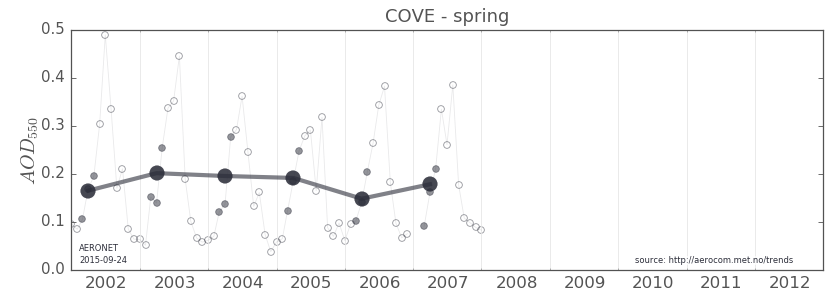 COVE - spring
0.5
0.4
0.3
0.2
0.1
0.0
AOD550
AERONET
2015-09-24
source: http://aerocom.met.no/trends
2002 2003 2004 2005 2006 2007 2008 2009 2010 2011 2012